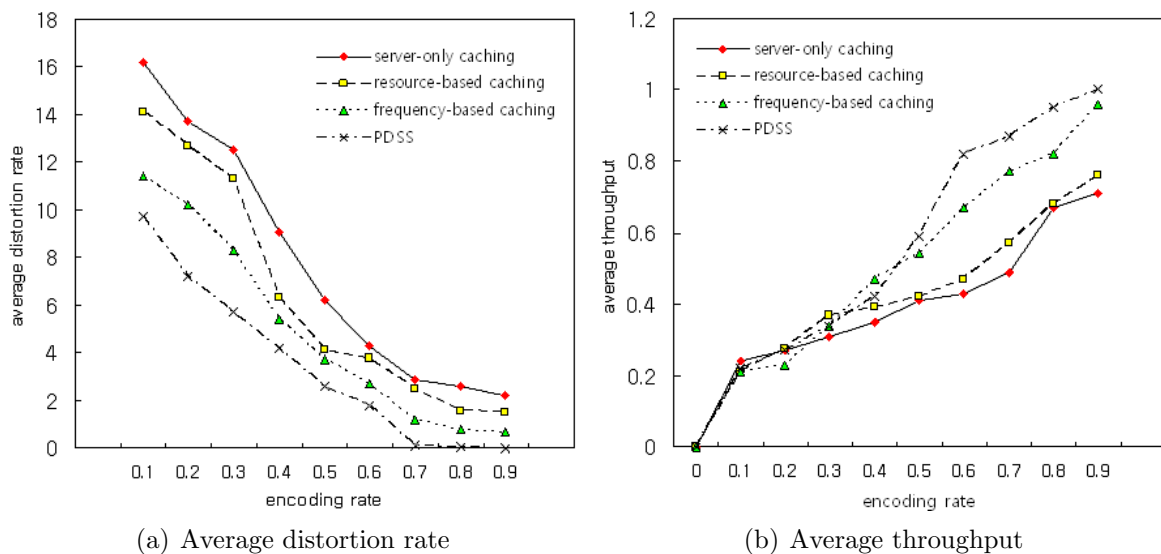 18
16
14
12
10
8
6
4
2
0
average distortion rate
server-only caching
resource-based caching
frequency-based caching
PDSS
0.1 0.2 0.3 0.4 0.5 0.6 0.7 0.8 0.9
encoding rate
(a) Average distortion rate
1.2
1
0.8
0.6
0.4
0.2
0
average throughput
server-only caching
resource-based caching
frequency-based caching
PDSS
0 0.1 0.2 0.3 0.4 0.5 0.6 0.7 0.8 0.9
encoding rate
(b) Average throughput